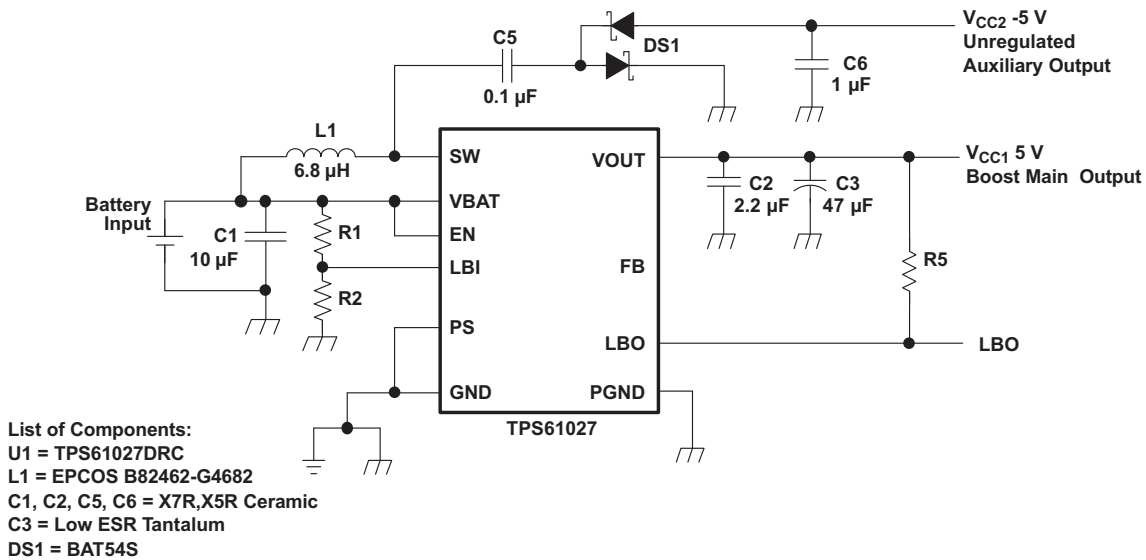 VCC2 -5 V
Unregulated
Auxiliary Output
C5
0.1 µF
DS1
C6
1 µF
L1
6.8 µH
SW
VBAT
EN
LBI
PS
GND
VOUT
FB
LBO
PGND
TPS61027
VCC1 5 V
Boost Main Output
C2
2.2 µF
C3
47 µF
R5
LBO
Battery
Input
C1
10 µF
R1
R2
List of Components:
U1 = TPS61027DRC
L1 = EPCOS B82462-G4682
C1, C2, C5, C6 = X7R,X5R Ceramic
C3 = Low ESR Tantalum
DS1 = BAT54S